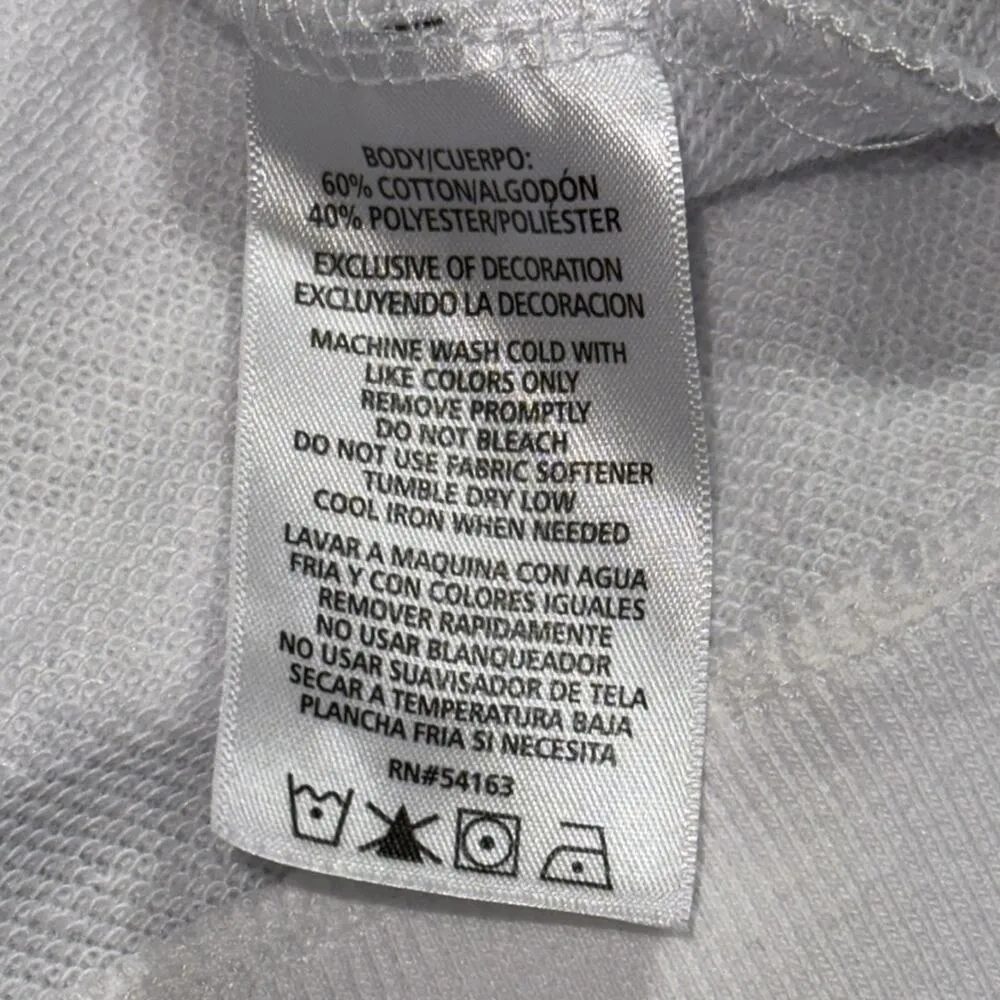 BODY/CUERPO:
60% COTTON/ALGODÓN
40% POLYESTER/POLIÉSTER
EXCLUSIVE OF DECORATION
EXCLUYENDO LA DECORACION
MACHINE WASH COLD WITH
LIKE COLORS ONLY
REMOVE PROMPTLY
DO NOT BLEACH
DO NOT USE FABRIC SOFTENER
TUMBLE DRY LOW
COOL IRON WHEN NEEDED
LAVAR A MAQUINA CON AGUA
FRIA Y CON COLORES IGUALES
REMOVER RAPIDAMENTE
NO USAR BLANQUEADOR
NO USAR SUAVISADOR DE TELA
SECAR A TEMPERATURA BAJA
PLANCHA FRIA SI NECESITA
RN#54163